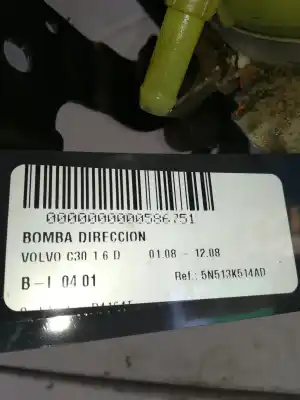 0000000000586751
BOMBA DIRECCION
VOLVO C30 1.6 D 01.08 - 12.08
B-I 04 01 Ref.: 5N513K514AD